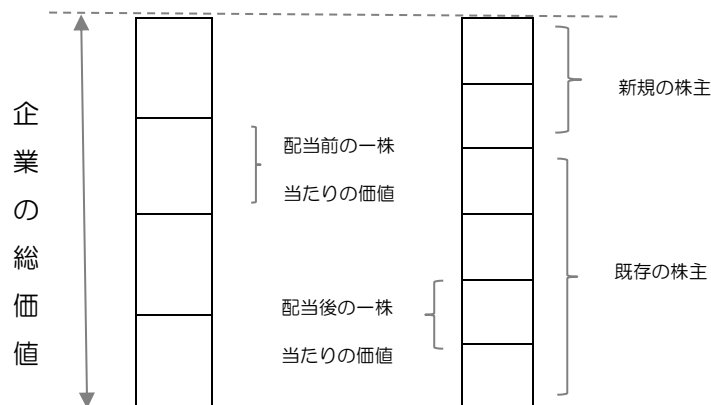 企業の総価値
配当前の一株
当たりの価値
配当後の一株
当たりの価値
新規の株主
既存の株主